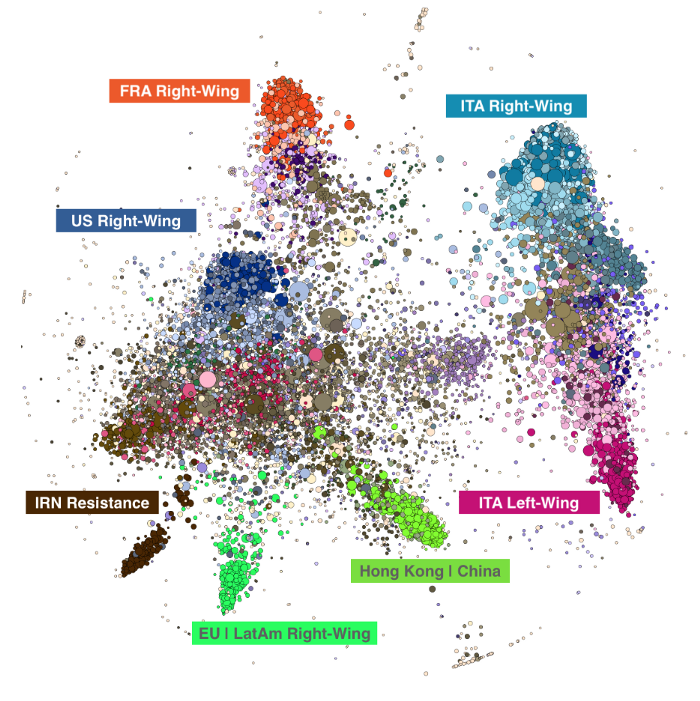 FRA Right-Wing
ITA Right-Wing
US Right-Wing
IRN Resistance
ITA Left-Wing
Hong Kong | China
EU | LatAm Right-Wing